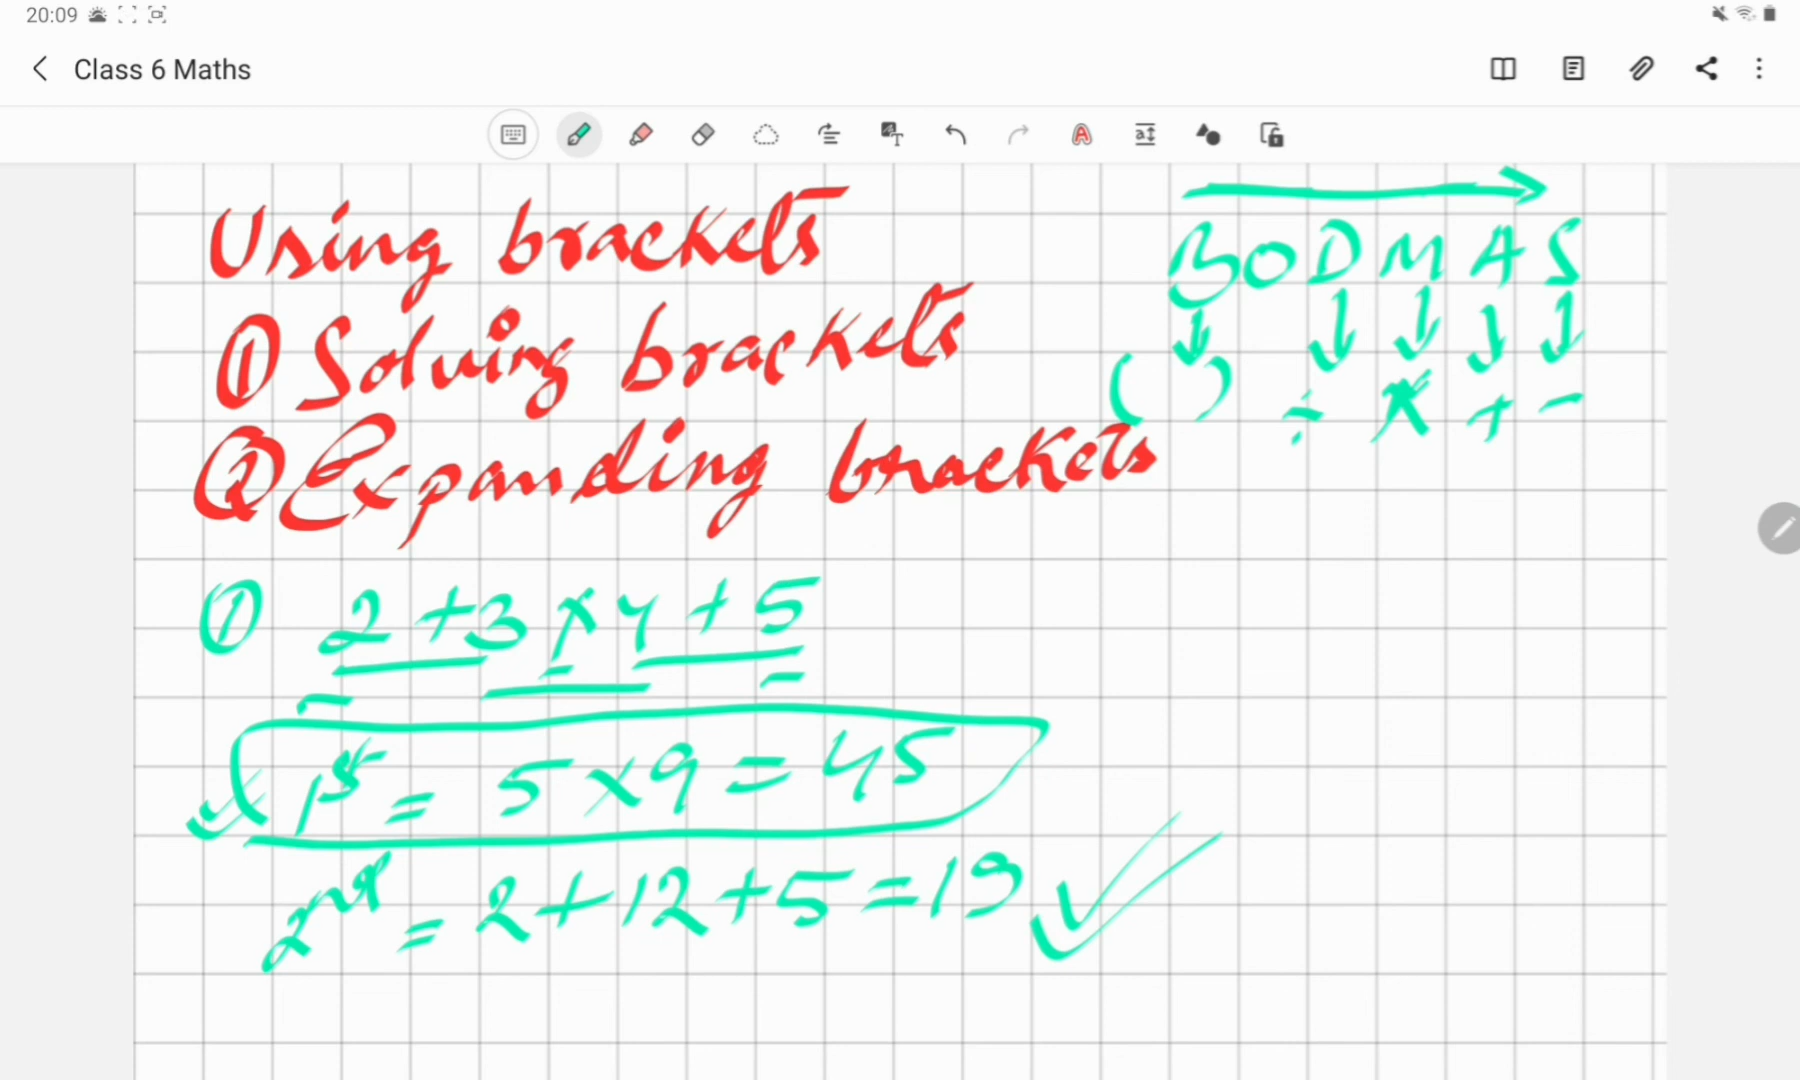 20:09
Class 6 Maths
Using brackets
① Solving brackets
② Expanding brackets
BODMAS
( ) ÷ × + -
① 2+3×4+5
1st = 5×9=45
2nd = 2+12+5=19